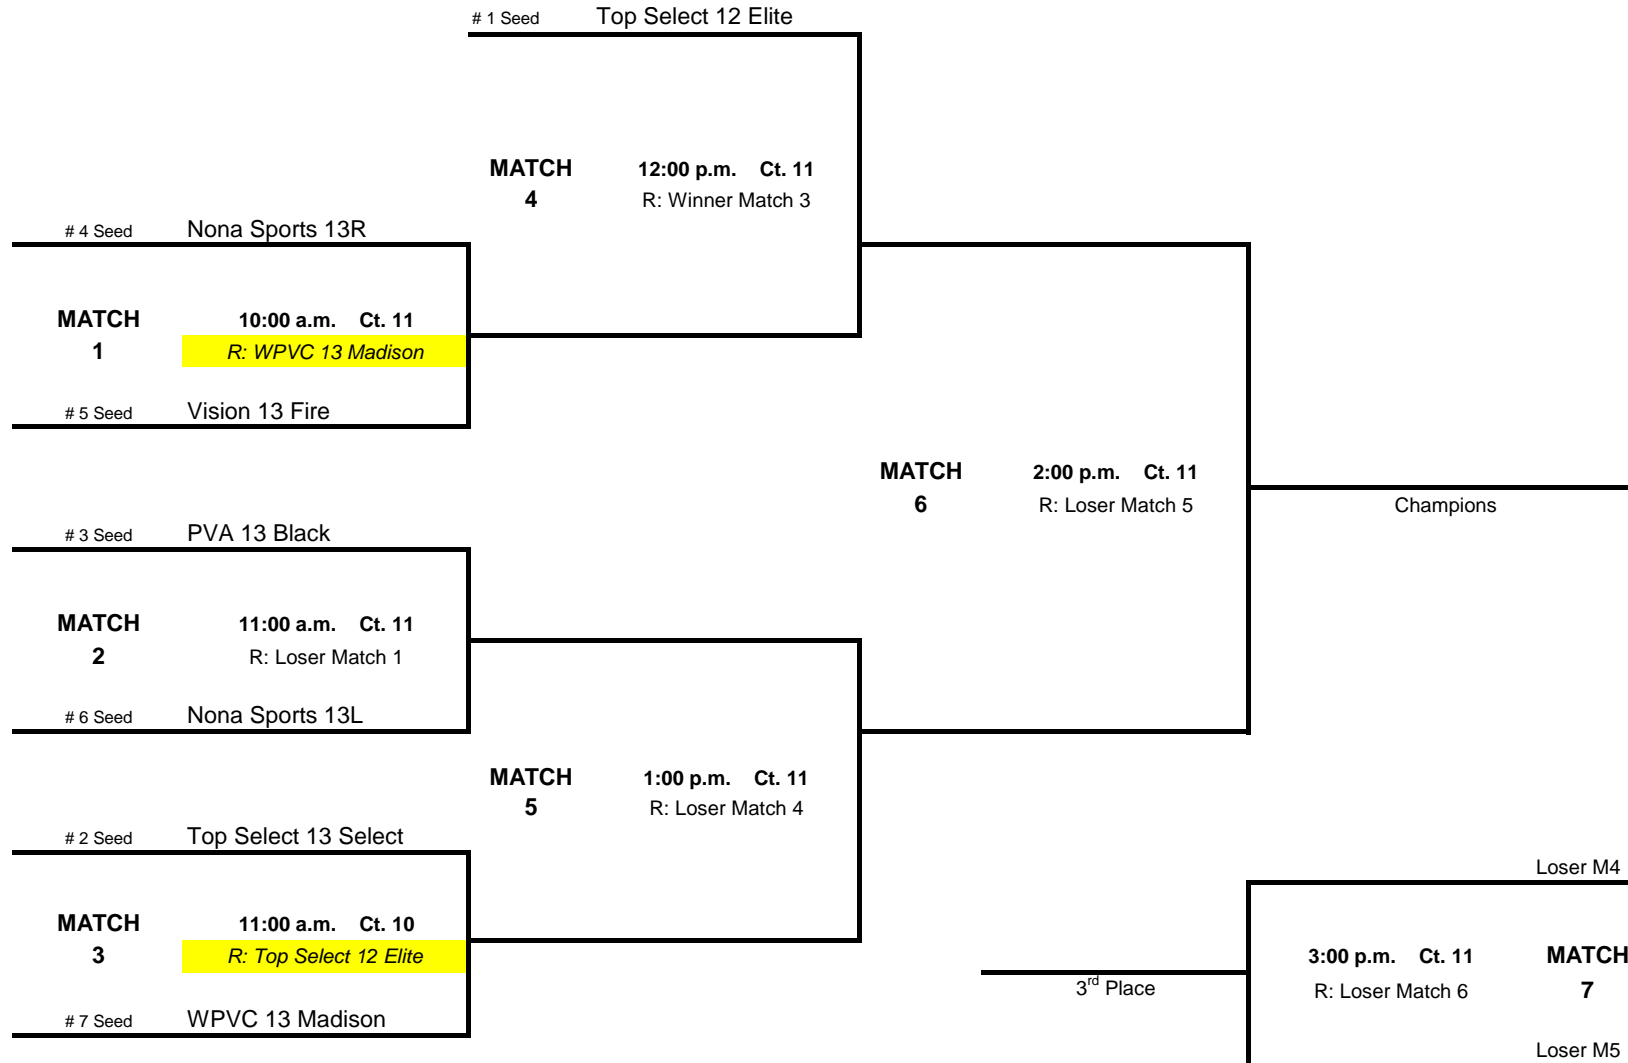 # 1 Seed Top Select 12 Elite
MATCH 12:00 p.m. Ct. 11
4 R: Winner Match 3
# 4 Seed Nona Sports 13R
MATCH 10:00 a.m. Ct. 11
1 R: WPVC 13 Madison
# 5 Seed Vision 13 Fire
MATCH 2:00 p.m. Ct. 11
6 R: Loser Match 5
Champions
# 3 Seed PVA 13 Black
MATCH 11:00 a.m. Ct. 11
2 R: Loser Match 1
# 6 Seed Nona Sports 13L
MATCH 1:00 p.m. Ct. 11
5 R: Loser Match 4
# 2 Seed Top Select 13 Select
Loser M4
MATCH 11:00 a.m. Ct. 10
3 R: Top Select 12 Elite
3:00 p.m. Ct. 11 MATCH
R: Loser Match 6 7
3rd Place
# 7 Seed WPVC 13 Madison
Loser M5